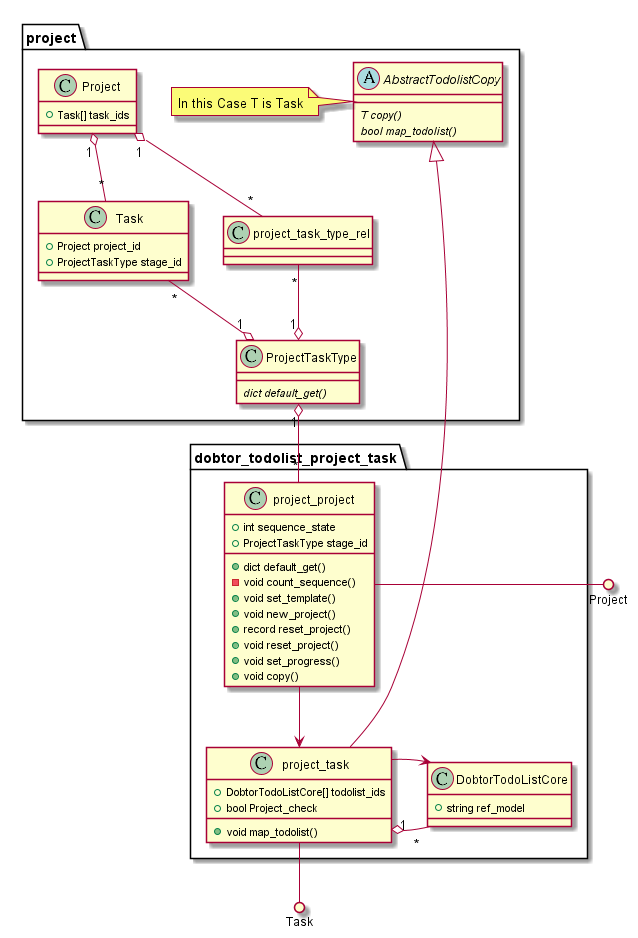 project
C Project
Task[] task_ids
In this Case T is Task
A AbstractTodolistCopy
T copy()
bool map_todolist()
1
1
*
*
C Task
Project project_id
ProjectTaskType stage_id
C project_task_type_rel
*
*
1
1
C ProjectTaskType
dict default_get()
1
dobtor_todolist_project_task
C project_project
int sequence_state
ProjectTaskType stage_id
dict default_get()
void count_sequence()
void set_template()
void new_project()
record reset_project()
void reset_project()
void set_progress()
void copy()
Project
C project_task
DobtorTodoListCore[] todolist_ids
bool Project_check
void map_todolist()
C DobtorTodoListCore
string ref_model
1
*
Task